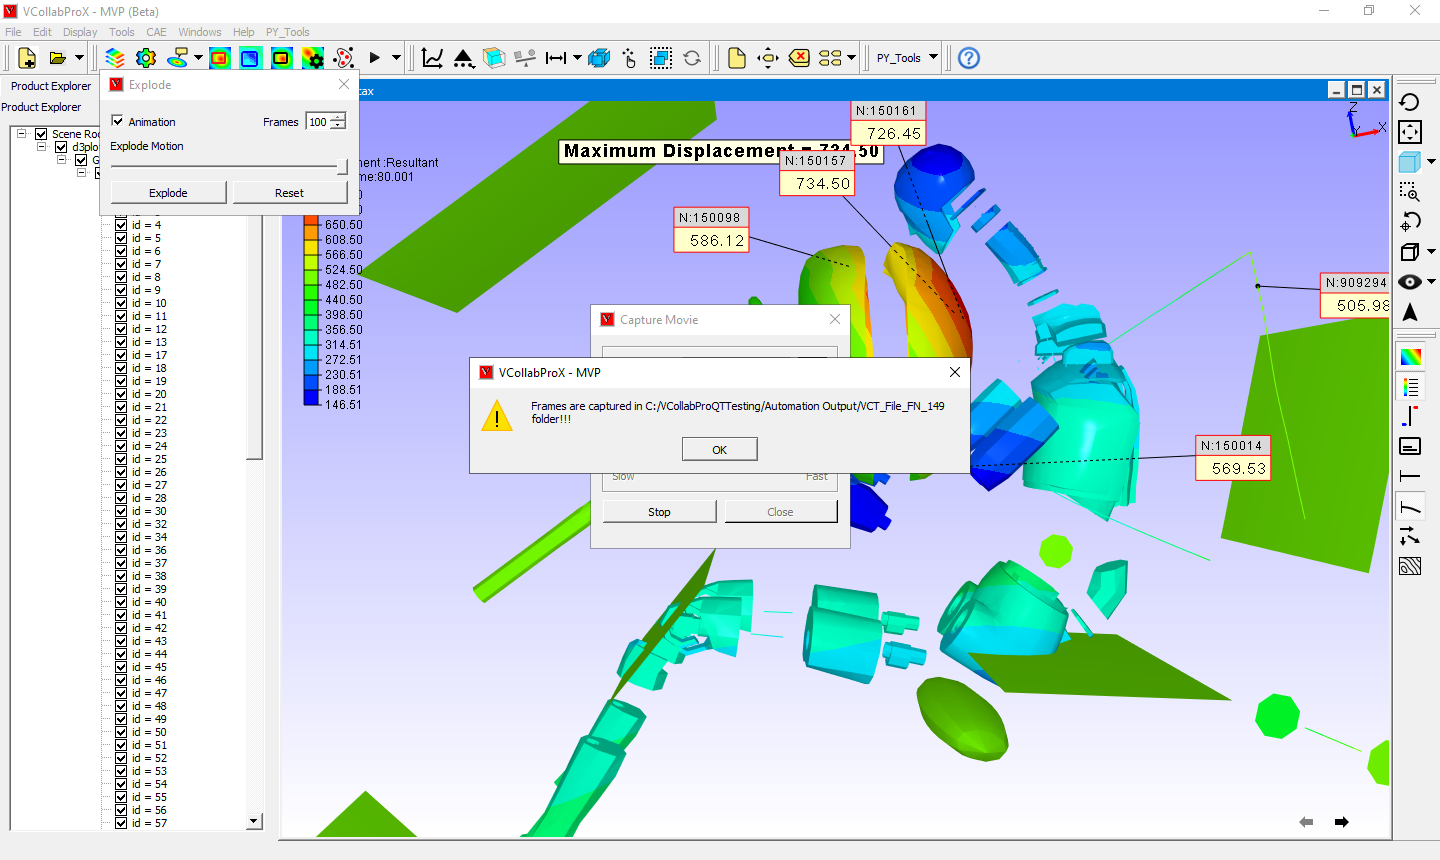 VCollabProX - MVP (Beta)
File Edit Display Tools CAE Windows Help PY_Tools
PY_Tools
Product Explorer
Product Explorer
Explode
Animation
Frames 100
Explode Motion
Explode Reset
tax
ment :Resultant
me:80.001
650.50
608.50
566.50
524.50
482.50
440.50
398.50
356.50
314.51
272.51
230.51
188.51
146.51
Maximum Displacement = 734.50
N:150161
726.45
N:150157
734.50
N:150098
586.12
N:909294
505.98
N:150014
569.53
Z
X
Capture Movie
VCollabProX - MVP
Frames are captured in C:/VCollabProQTTesting/Automation Output/VCT_File_FN_149
folder!!!
OK
Slow Fast
Stop Close
Scene Roo
d3plo
G
id = 4
id = 5
id = 6
id = 7
id = 8
id = 9
id = 10
id = 11
id = 12
id = 13
id = 17
id = 18
id = 19
id = 20
id = 21
id = 22
id = 23
id = 24
id = 25
id = 26
id = 27
id = 28
id = 30
id = 32
id = 34
id = 36
id = 37
id = 38
id = 39
id = 40
id = 41
id = 42
id = 43
id = 44
id = 45
id = 46
id = 47
id = 48
id = 49
id = 50
id = 51
id = 52
id = 53
id = 54
id = 55
id = 56
id = 57